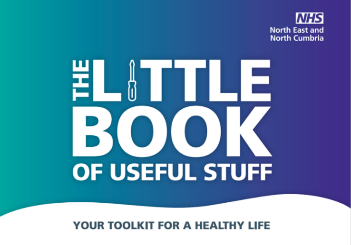 NHS
North East and
North Cumbria
THE
LITTLE
BOOK
OF USEFUL STUFF
YOUR TOOLKIT FOR A HEALTHY LIFE